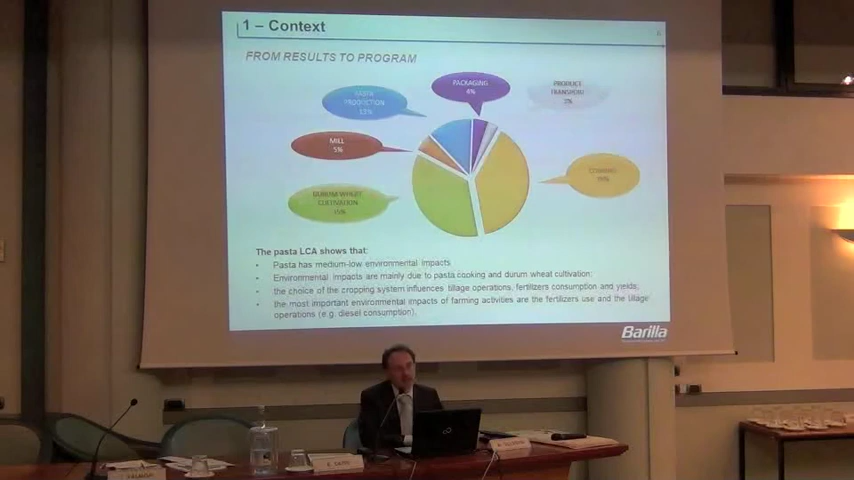 1 – Context
FROM RESULTS TO PROGRAM
PACKAGING
4%
PRODUCT
TRANSPORT
3%
PRODUCTION
MILL
5%
DURUM WHEAT
CULTIVATION
The pasta LCA shows that:
• Pasta has medium-low environmental impacts
• Environmental impacts are mainly due to pasta cooking and durum wheat cultivation;
• the choice of the cropping system influences tillage operations, fertilizers consumption and yields;
• the most important environmental impacts of farming activities are the fertilizers use and the tillage
operations (e.g. diesel consumption).
Barilla